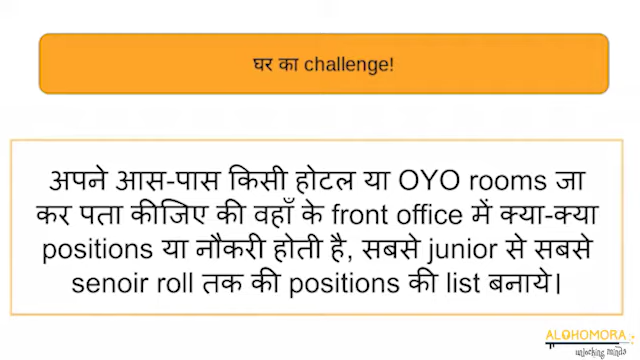 घर का challenge!
अपने आस-पास किसी होटल या OYO rooms जा
कर पता कीजिए की वहाँ के front office में क्या-क्या
positions या नौकरी होती है, सबसे junior से सबसे
senoir roll तक की positions की list बनाये।
ALOHOMORA
unlocking minds